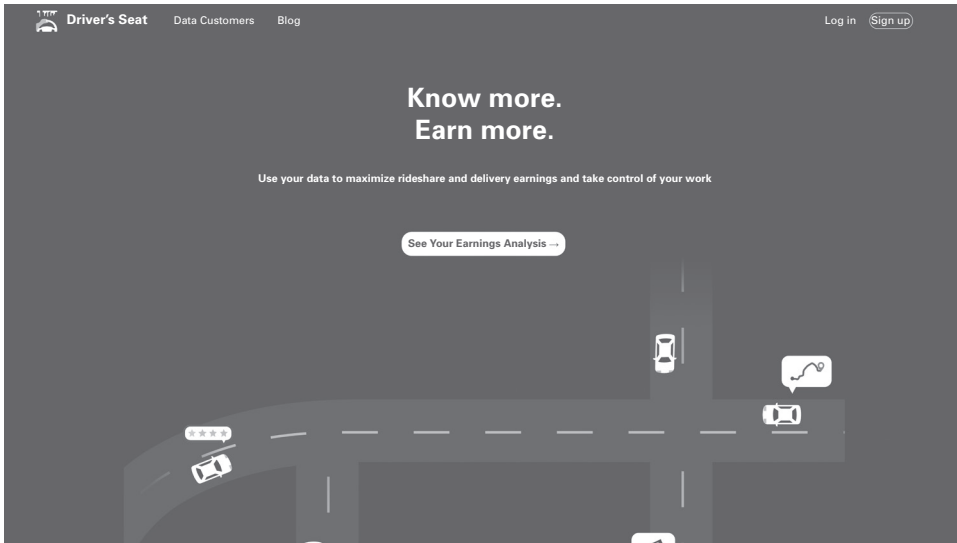 Driver's Seat
Data Customers
Blog
Log in
Sign up
Know more.
Earn more.
Use your data to maximize rideshare and delivery earnings and take control of your work
See Your Earnings Analysis →